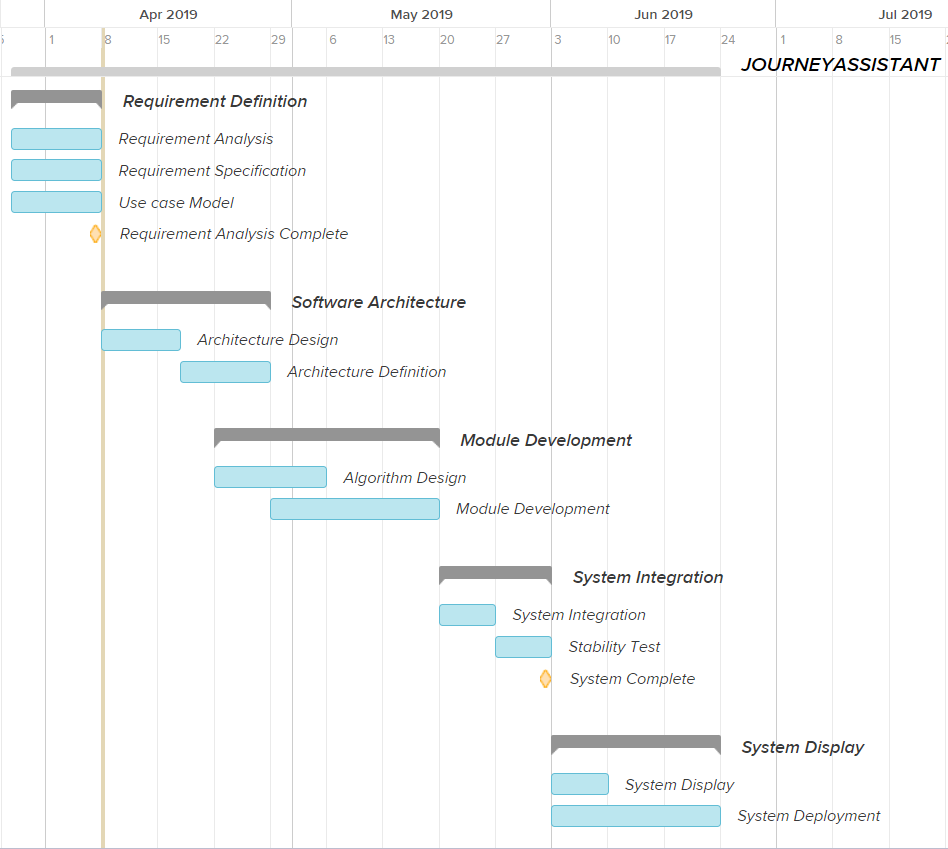 Apr 2019 May 2019 Jun 2019 Jul 2019
1 8 15 22 29 6 13 20 27 3 10 17 24 1 8 15
JOURNEYASSISTANT
Requirement Definition
Requirement Analysis
Requirement Specification
Use case Model
Requirement Analysis Complete
Software Architecture
Architecture Design
Architecture Definition
Module Development
Algorithm Design
Module Development
System Integration
System Integration
Stability Test
System Complete
System Display
System Display
System Deployment